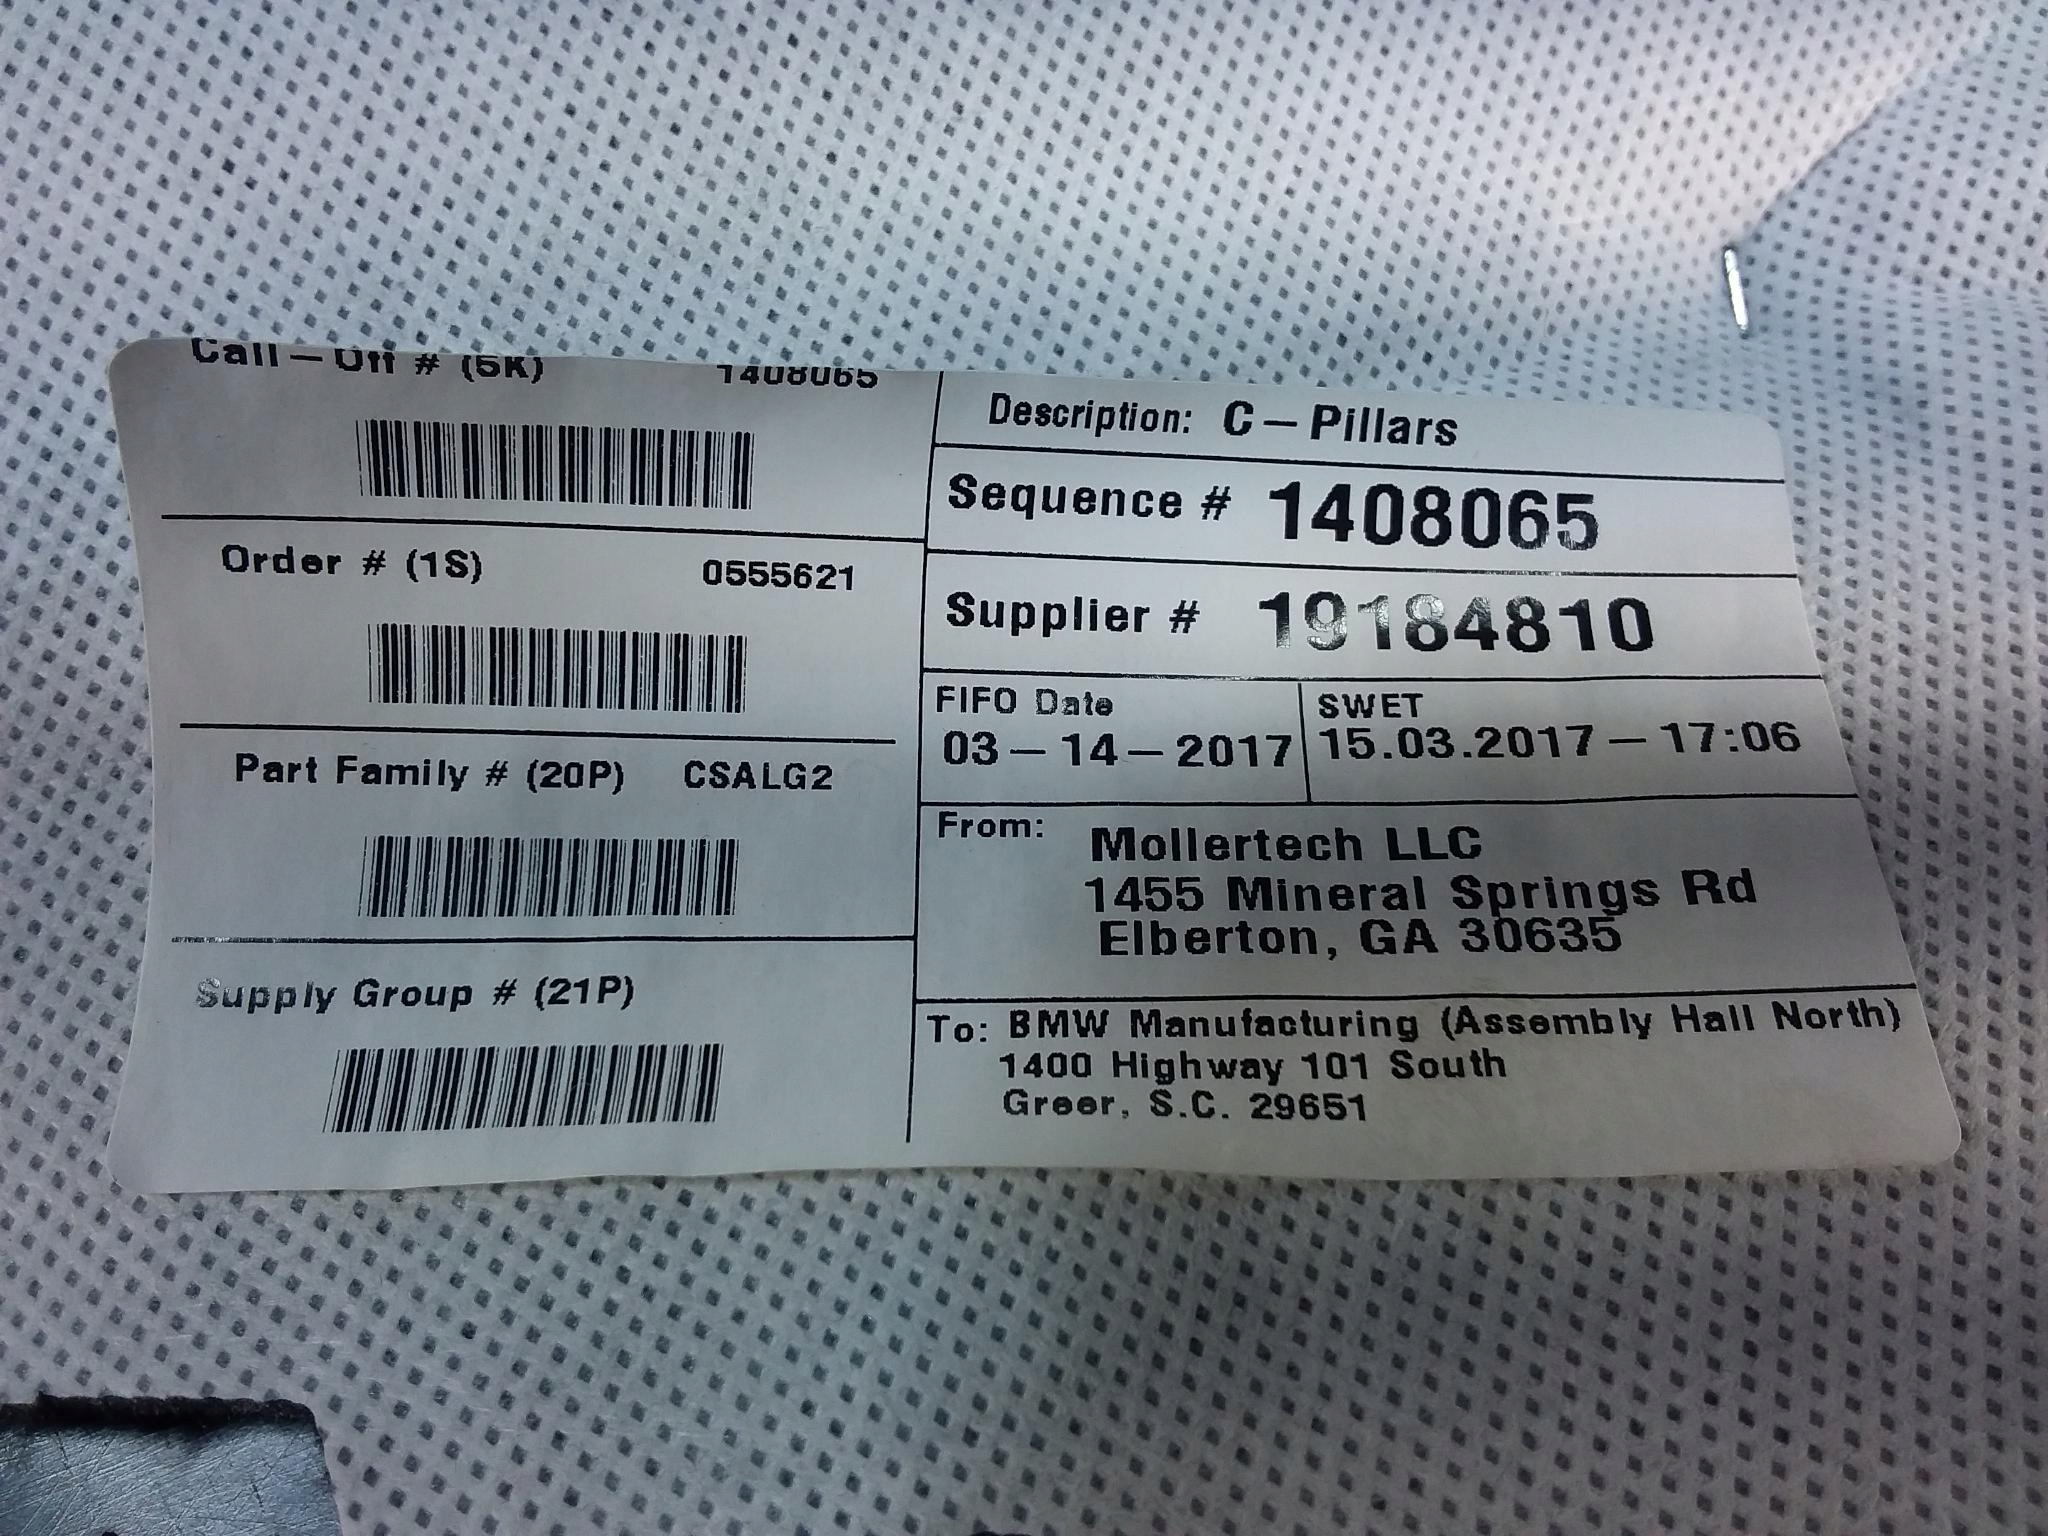 Call-Off # (5K) 1408065
Order # (1S) 0555621
Part Family # (20P) CSALG2
Supply Group # (21P)
Description: C-Pillars
Sequence # 1408065
Supplier # 19184810
FIFO Date
03-14-2017
SWET
15.03.2017-17:06
From: Mollertech LLC
1455 Mineral Springs Rd
Elberton, GA 30635
To: BMW Manufacturing (Assembly Hall North)
1400 Highway 101 South
Greer, S.C. 29651